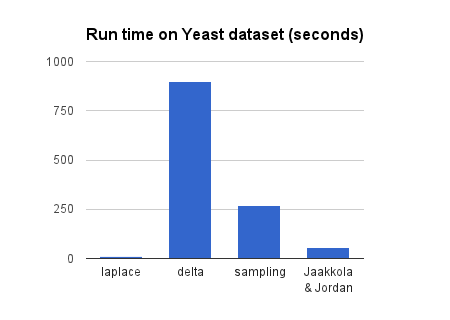 Run time on Yeast dataset (seconds)
1000
750
500
250
0
laplace
delta
sampling
Jaakkola
& Jordan